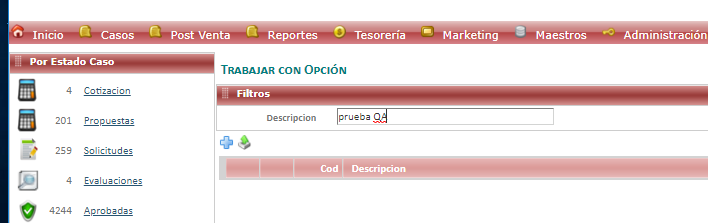 Inicio Casos Post Venta Reportes Tesorería Marketing Maestros Administración
Por Estado Caso
4 Cotizacion
201 Propuestas
259 Solicitudes
4 Evaluaciones
4244 Aprobadas
Trabajar con Opción
Filtros
Descripcion prueba QA
Cod Descripcion